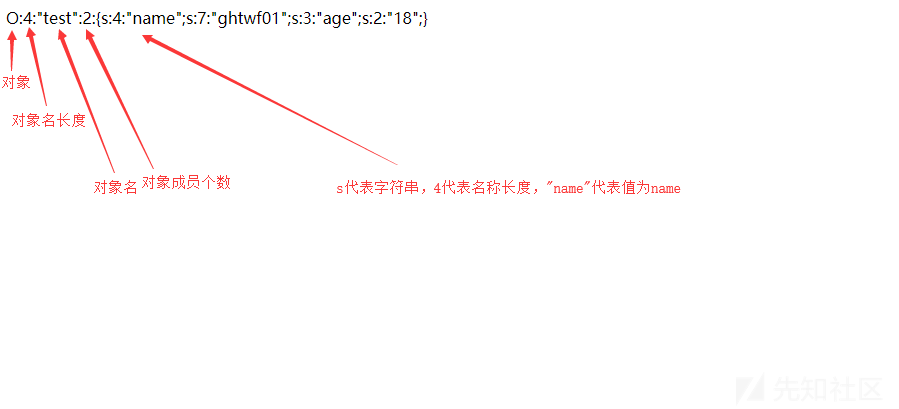 O:4:"test":2:{s:4:"name";s:7:"ghtwf01";s:3:"age";s:2:"18";}
对象
对象名长度
对象名
对象成员个数
s代表字符串，4代表名称长度，"name"代表值为name
先知社区